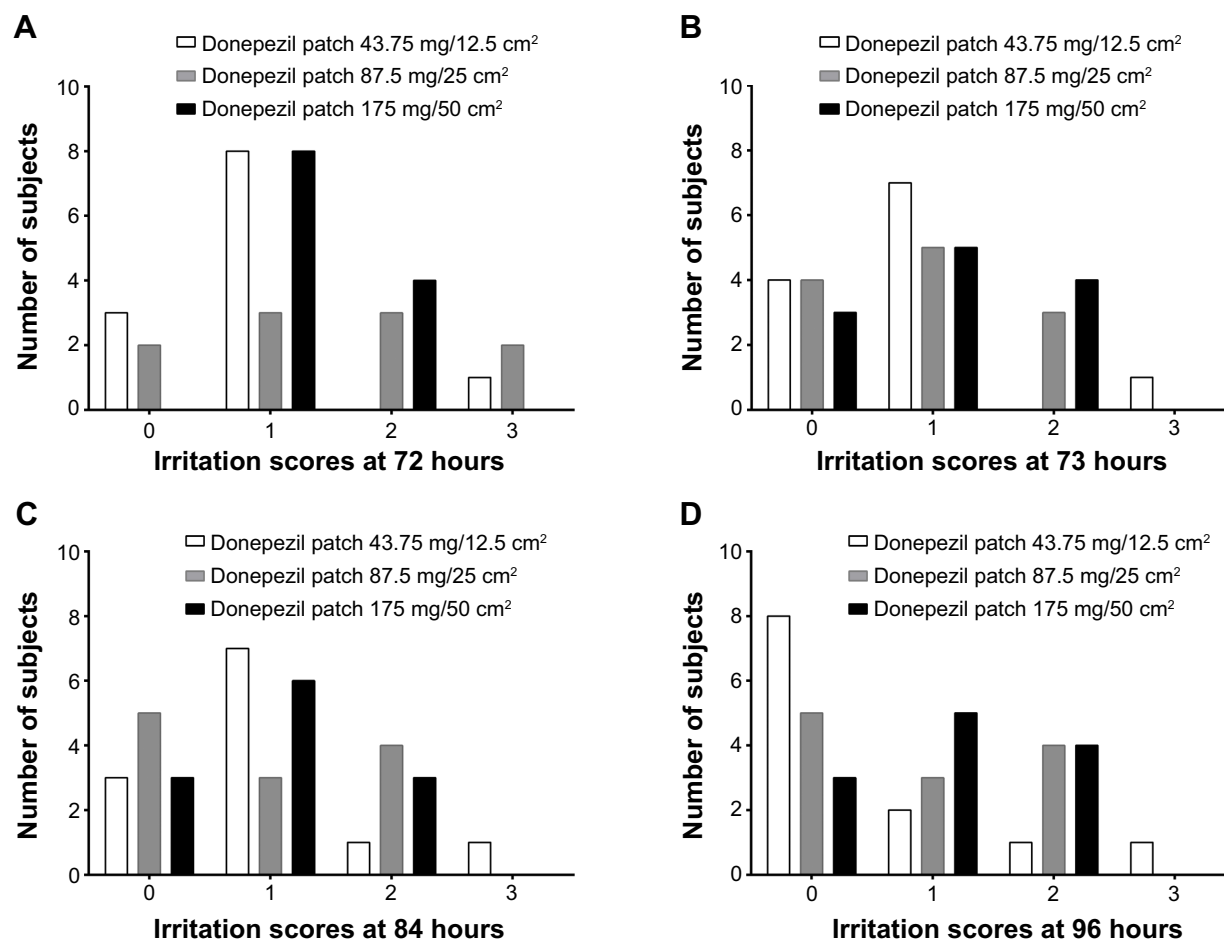 A
Donepezil patch 43.75 mg/12.5 cm²
Donepezil patch 87.5 mg/25 cm²
Donepezil patch 175 mg/50 cm²
Number of subjects
10
8
6
4
2
0
0 1 2 3
Irritation scores at 72 hours
B
Donepezil patch 43.75 mg/12.5 cm²
Donepezil patch 87.5 mg/25 cm²
Donepezil patch 175 mg/50 cm²
Number of subjects
10
8
6
4
2
0
0 1 2 3
Irritation scores at 73 hours
C
Donepezil patch 43.75 mg/12.5 cm²
Donepezil patch 87.5 mg/25 cm²
Donepezil patch 175 mg/50 cm²
Number of subjects
10
8
6
4
2
0
0 1 2 3
Irritation scores at 84 hours
D
Donepezil patch 43.75 mg/12.5 cm²
Donepezil patch 87.5 mg/25 cm²
Donepezil patch 175 mg/50 cm²
Number of subjects
10
8
6
4
2
0
0 1 2 3
Irritation scores at 96 hours